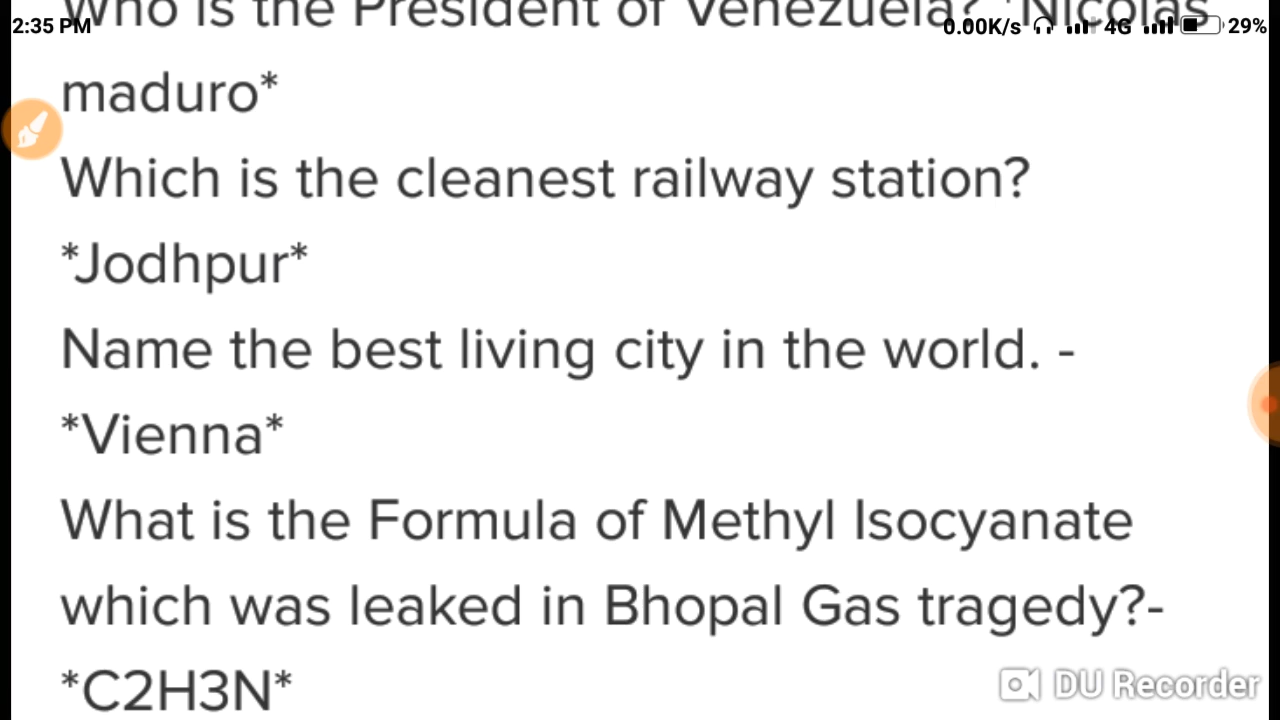 Who is the President of Venezuela? *Nicolas
2:35 PM 0.00K/s 4G 29%
maduro*
Which is the cleanest railway station?
*Jodhpur*
Name the best living city in the world. -
*Vienna*
What is the Formula of Methyl Isocyanate
which was leaked in Bhopal Gas tragedy?-
*C2H3N*
DU Recorder